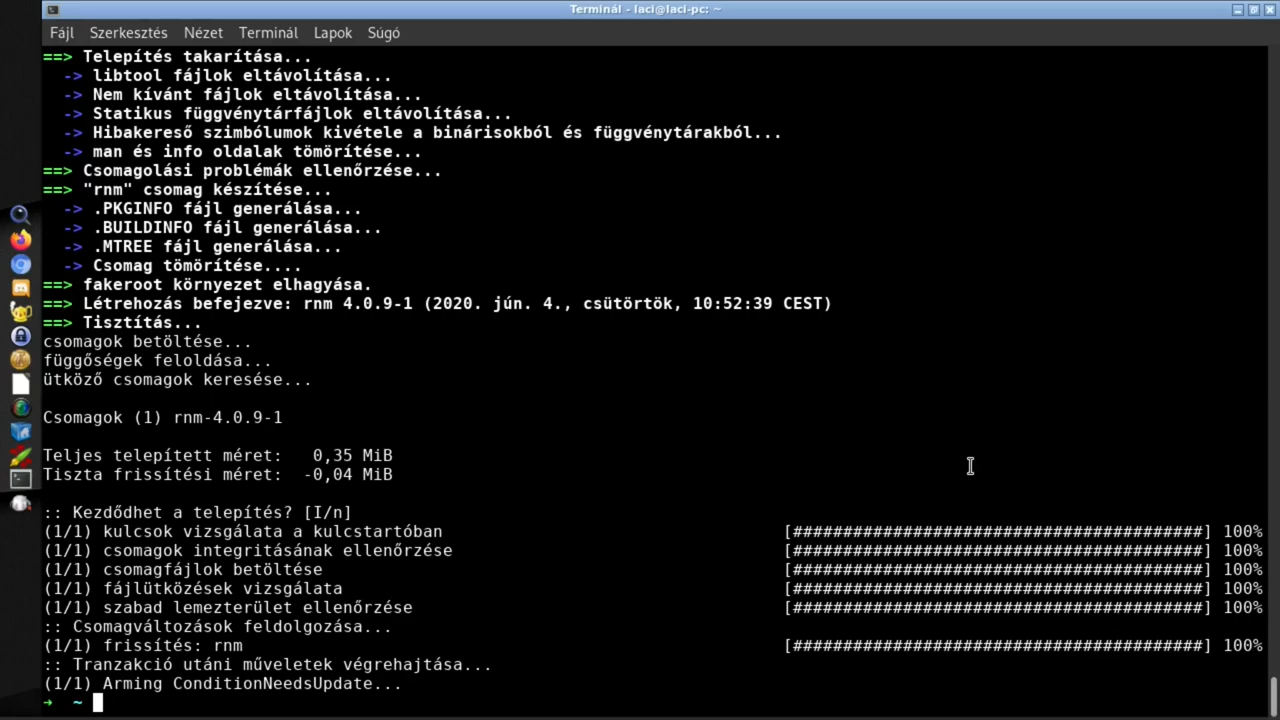 Terminál - laci@laci-pc: ~
Fájl Szerkesztés Nézet Terminál Lapok Súgó
==> Telepítés takarítása...
  -> libtool fájlok eltávolítása...
  -> Nem kívánt fájlok eltávolítása...
  -> Statikus függvénytárfájlok eltávolítása...
  -> Hibakereső szimbólumok kivétele a binárisokból és függvénytárakból...
  -> man és info oldalak tömörítése...
==> Csomagolási problémák ellenőrzése...
==> "rnm" csomag készítése...
  -> .PKGINFO fájl generálása...
  -> .BUILDINFO fájl generálása...
  -> .MTREE fájl generálása...
  -> Csomag tömörítése....
==> fakeroot környezet elhagyása.
==> Létrehozás befejezve: rnm 4.0.9-1 (2020. jún. 4., csütörtök, 10:52:39 CEST)
==> Tisztítás...
csomagok betöltése...
függőségek feloldása...
ütköző csomagok keresése...
Csomagok (1) rnm-4.0.9-1
Teljes telepített méret:   0,35 MiB
Tiszta frissítési méret:  -0,04 MiB
:: Kezdődhet a telepítés? [I/n]
(1/1) kulcsok vizsgálata a kulcstartóban [#########################################] 100%
(1/1) csomagok integritásának ellenőrzése [#########################################] 100%
(1/1) csomagfájlok betöltése [#########################################] 100%
(1/1) fájlütközések vizsgálata [#########################################] 100%
(1/1) szabad lemezterület ellenőrzése [#########################################] 100%
:: Csomagváltozások feldolgozása...
(1/1) frissítés: rnm [#########################################] 100%
:: Tranzakció utáni műveletek végrehajtása...
(1/1) Arming ConditionNeedsUpdate...
➜  ~